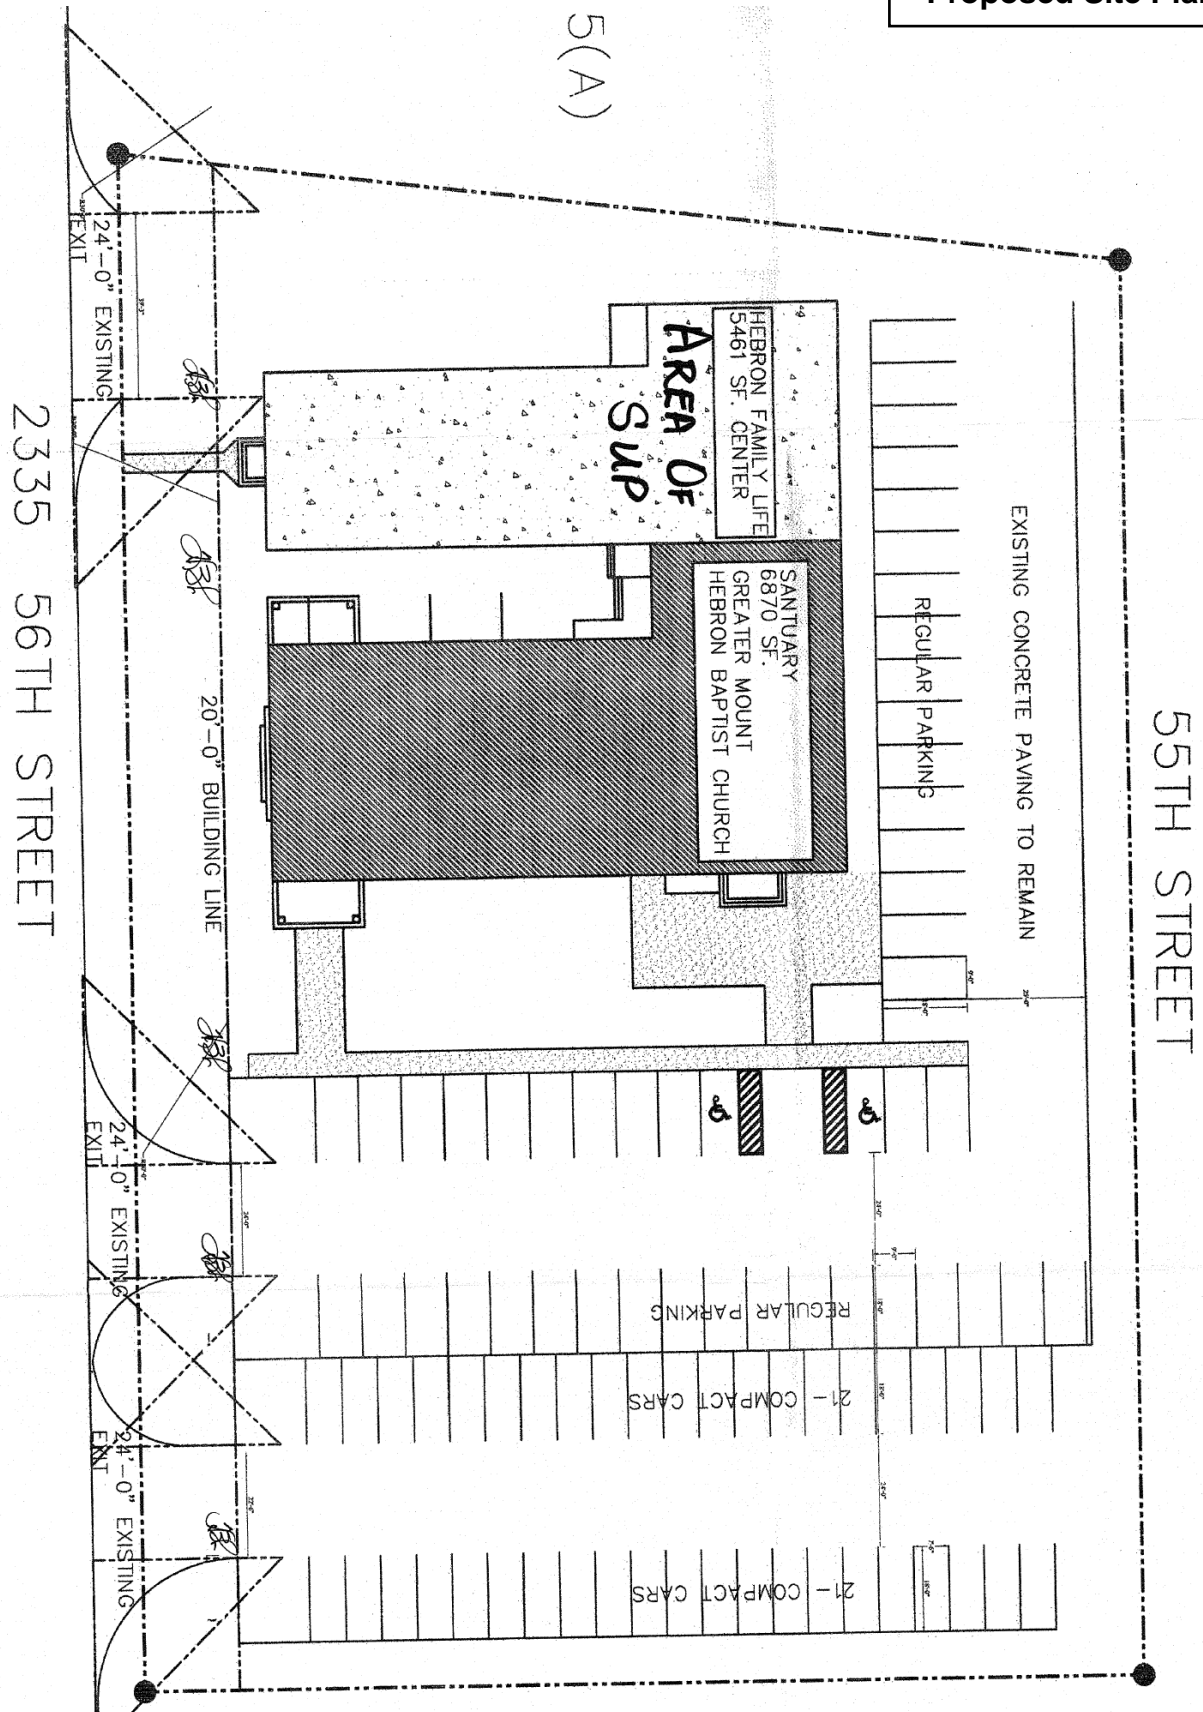 Proposed Site Plan
5(A)
24'-0" EXISTING
EXIT
HEBRON FAMILY LIFE
5461 SF. CENTER
AREA OF
SUP
SANTUARY
6870 SF.
GREATER MOUNT
HEBRON BAPTIST CHURCH
REGULAR PARKING
EXISTING CONCRETE PAVING TO REMAIN
55TH STREET
2335 56TH STREET
20'-0" BUILDING LINE
24'-0" EXISTING
EXIT
REGULAR PARKING
21- COMPACT CARS
24'-0" EXISTING
EXIT
21- COMPACT CARS